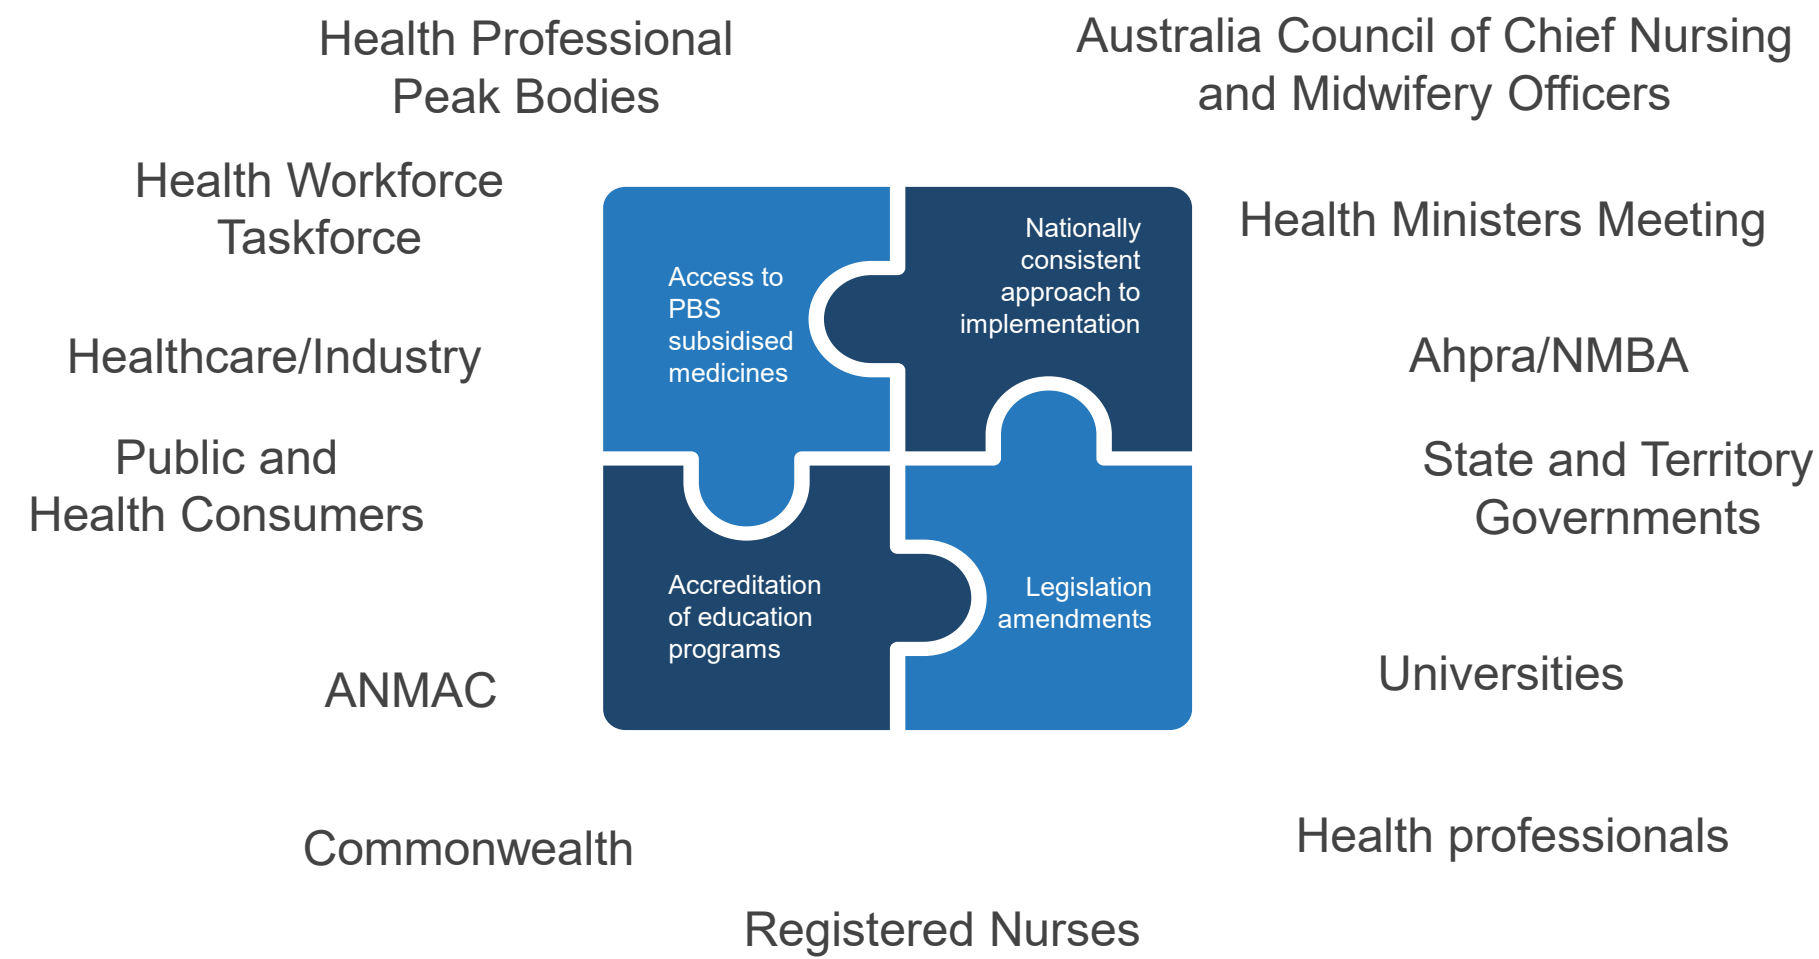 Health Professional
Peak Bodies
Australia Council of Chief Nursing
and Midwifery Officers
Health Workforce
Taskforce
Health Ministers Meeting
Healthcare/Industry
Ahpra/NMBA
Public and
Health Consumers
State and Territory
Governments
Access to
PBS
subsidised
medicines
Nationally
consistent
approach to
implementation
Accreditation
of education
programs
Legislation
amendments
ANMAC
Universities
Commonwealth
Health professionals
Registered Nurses